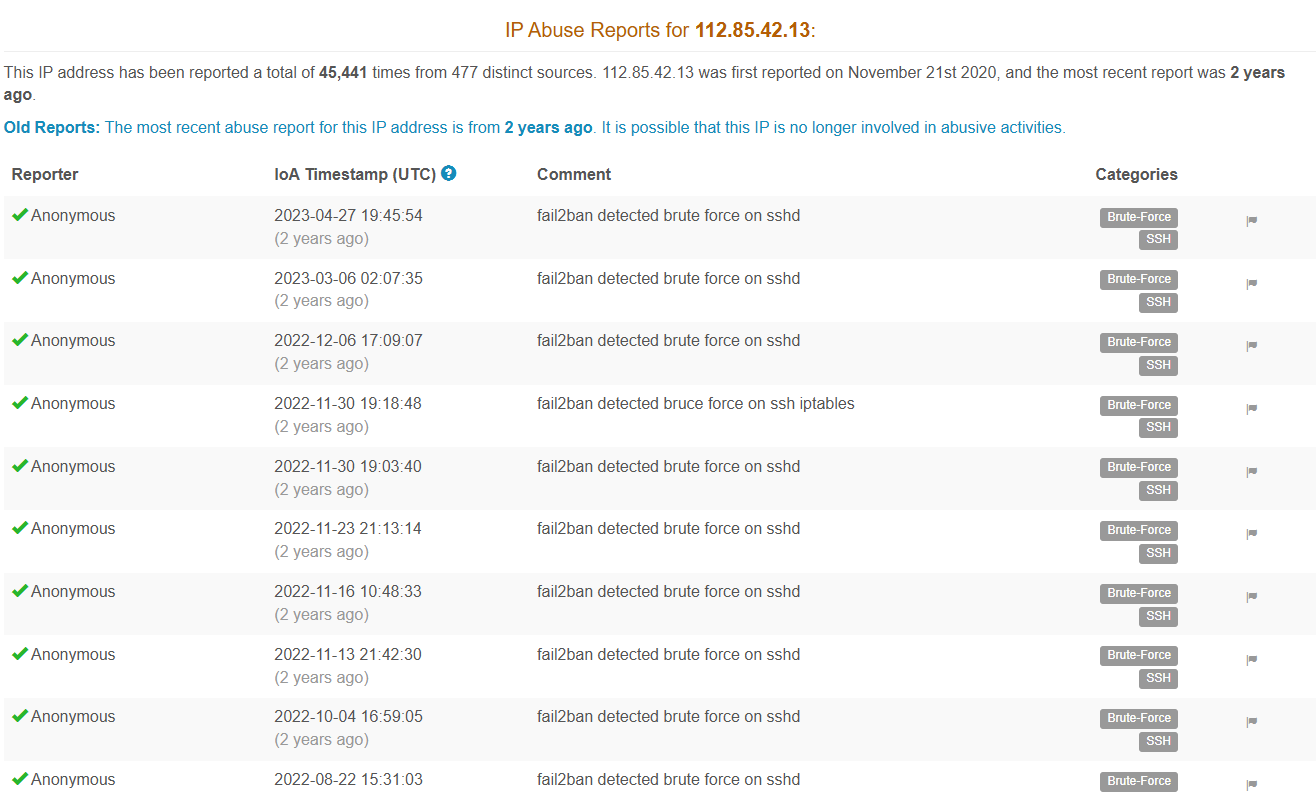 IP Abuse Reports for 112.85.42.13:
This IP address has been reported a total of 45,441 times from 477 distinct sources. 112.85.42.13 was first reported on November 21st 2020, and the most recent report was 2 years
ago.
Old Reports: The most recent abuse report for this IP address is from 2 years ago. It is possible that this IP is no longer involved in abusive activities.
Reporter IoA Timestamp (UTC) ? Comment Categories
Anonymous 2023-04-27 19:45:54 fail2ban detected brute force on sshd Brute-Force
(2 years ago) SSH
Anonymous 2023-03-06 02:07:35 fail2ban detected brute force on sshd Brute-Force
(2 years ago) SSH
Anonymous 2022-12-06 17:09:07 fail2ban detected brute force on sshd Brute-Force
(2 years ago) SSH
Anonymous 2022-11-30 19:18:48 fail2ban detected bruce force on ssh iptables Brute-Force
(2 years ago) SSH
Anonymous 2022-11-30 19:03:40 fail2ban detected brute force on sshd Brute-Force
(2 years ago) SSH
Anonymous 2022-11-23 21:13:14 fail2ban detected brute force on sshd Brute-Force
(2 years ago) SSH
Anonymous 2022-11-16 10:48:33 fail2ban detected brute force on sshd Brute-Force
(2 years ago) SSH
Anonymous 2022-11-13 21:42:30 fail2ban detected brute force on sshd Brute-Force
(2 years ago) SSH
Anonymous 2022-10-04 16:59:05 fail2ban detected brute force on sshd Brute-Force
(2 years ago) SSH
Anonymous 2022-08-22 15:31:03 fail2ban detected brute force on sshd Brute-Force